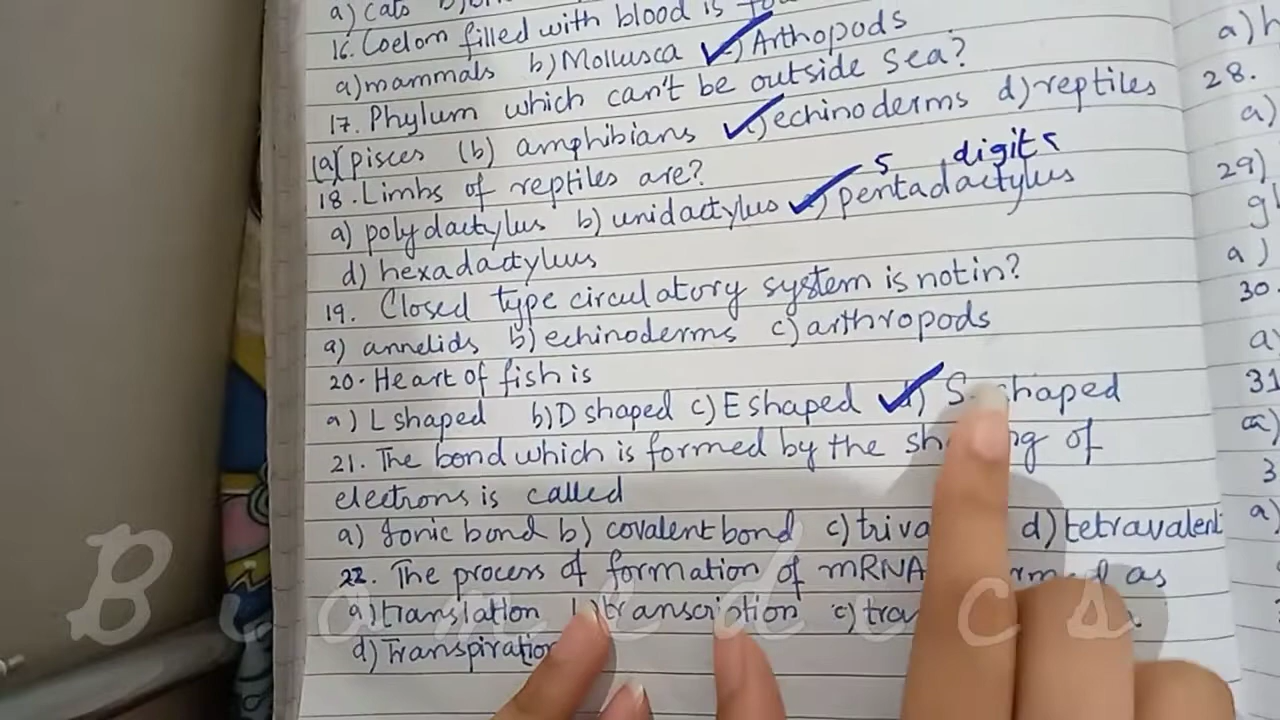 a) Cats b)
16. Coelom filled with blood is
a) mammals b) Mollusca c) Arthopods
17. Phylum which can't be outside sea?
(a) pisces (b) amphibians c) echinoderms d) reptiles
5 digits
18. Limbs of reptiles are?
a) polydactylus b) unidactylus c) pentadactylus
d) hexadactylus
19. Closed type circulatory system is not in?
a) annelids b) echinoderms c) arthropods
20. Heart of fish is
a) L shaped b) D shaped c) E shaped d) S. shaped
21. The bond which is formed by the of
electrons is called
a) Ionic bond b) covalent bond c) d) tetravalent
22. The process of formation of mRNA as
a) translation b) transcription c)
d) Transpiration
a)
28.
a)
29)
a)
30.
a)
31
a)
3
a)
Biomedics